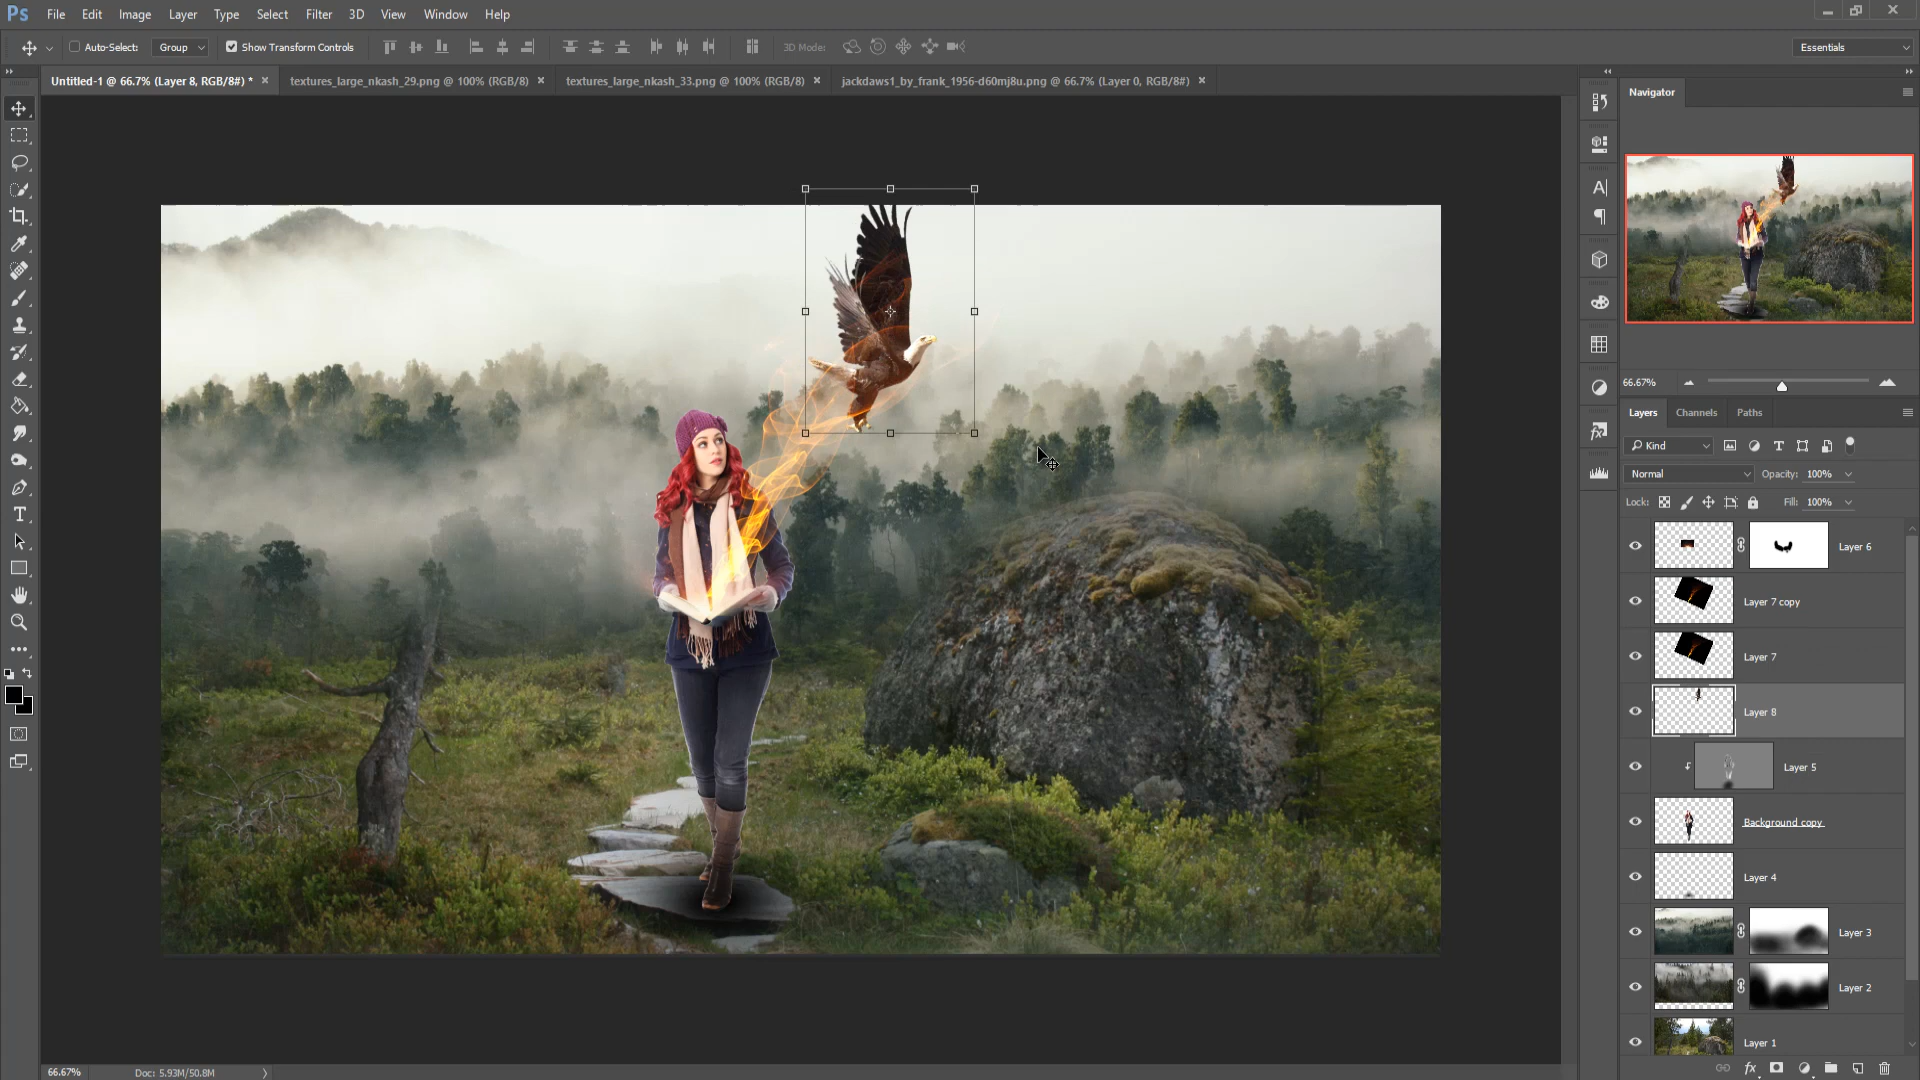 Ps File Edit Image Layer Type Select Filter 3D View Window Help
Auto-Select: Group Show Transform Controls 3D Mode: Essentials
Untitled-1 @ 66.7% (Layer 8, RGB/8#) * × textures_large_nkash_29.png @ 100% (RGB/8) × textures_large_nkash_33.png @ 100% (RGB/8) × jackdaws1_by_frank_1956-d60mj8u.png @ 66.7% (Layer 0, RGB/8#) ×
Navigator
66.67%
Layers Channels Paths
Kind
Normal Opacity: 100%
Lock: Fill: 100%
Layer 6
Layer 7 copy
Layer 7
Layer 8
Layer 5
Background copy
Layer 4
Layer 3
Layer 2
Layer 1
66.67% Doc: 5.93M/50.8M